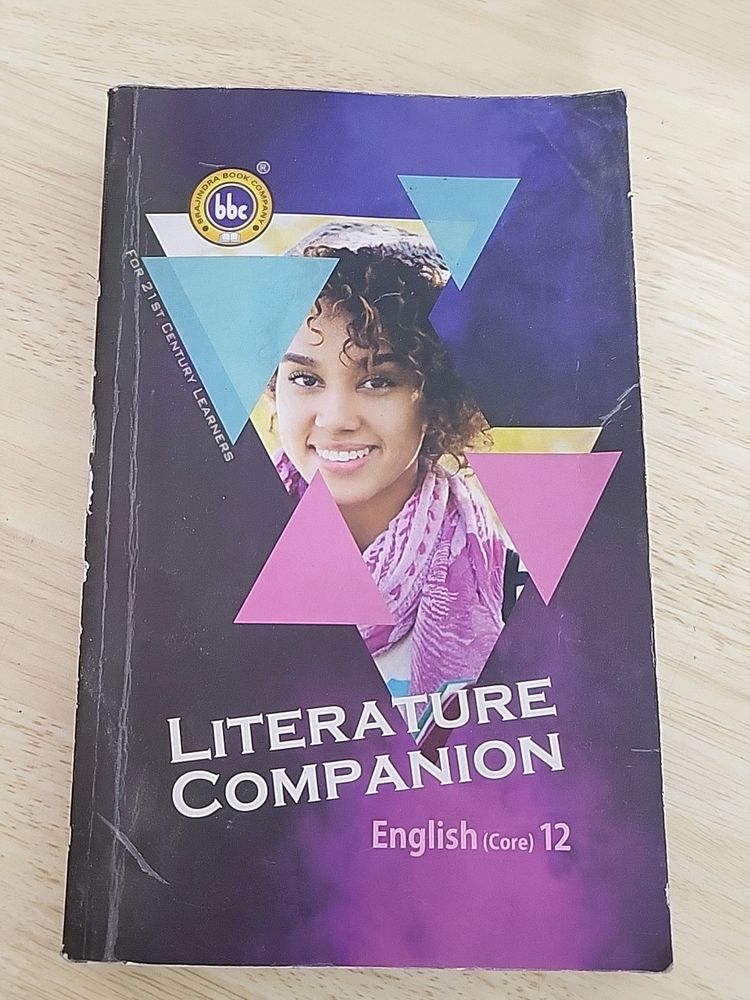 BRAJINDRA BOOK COMPANY
bbc
®
FOR 21ST CENTURY LEARNERS
LITERATURE
COMPANION
English (Core) 12